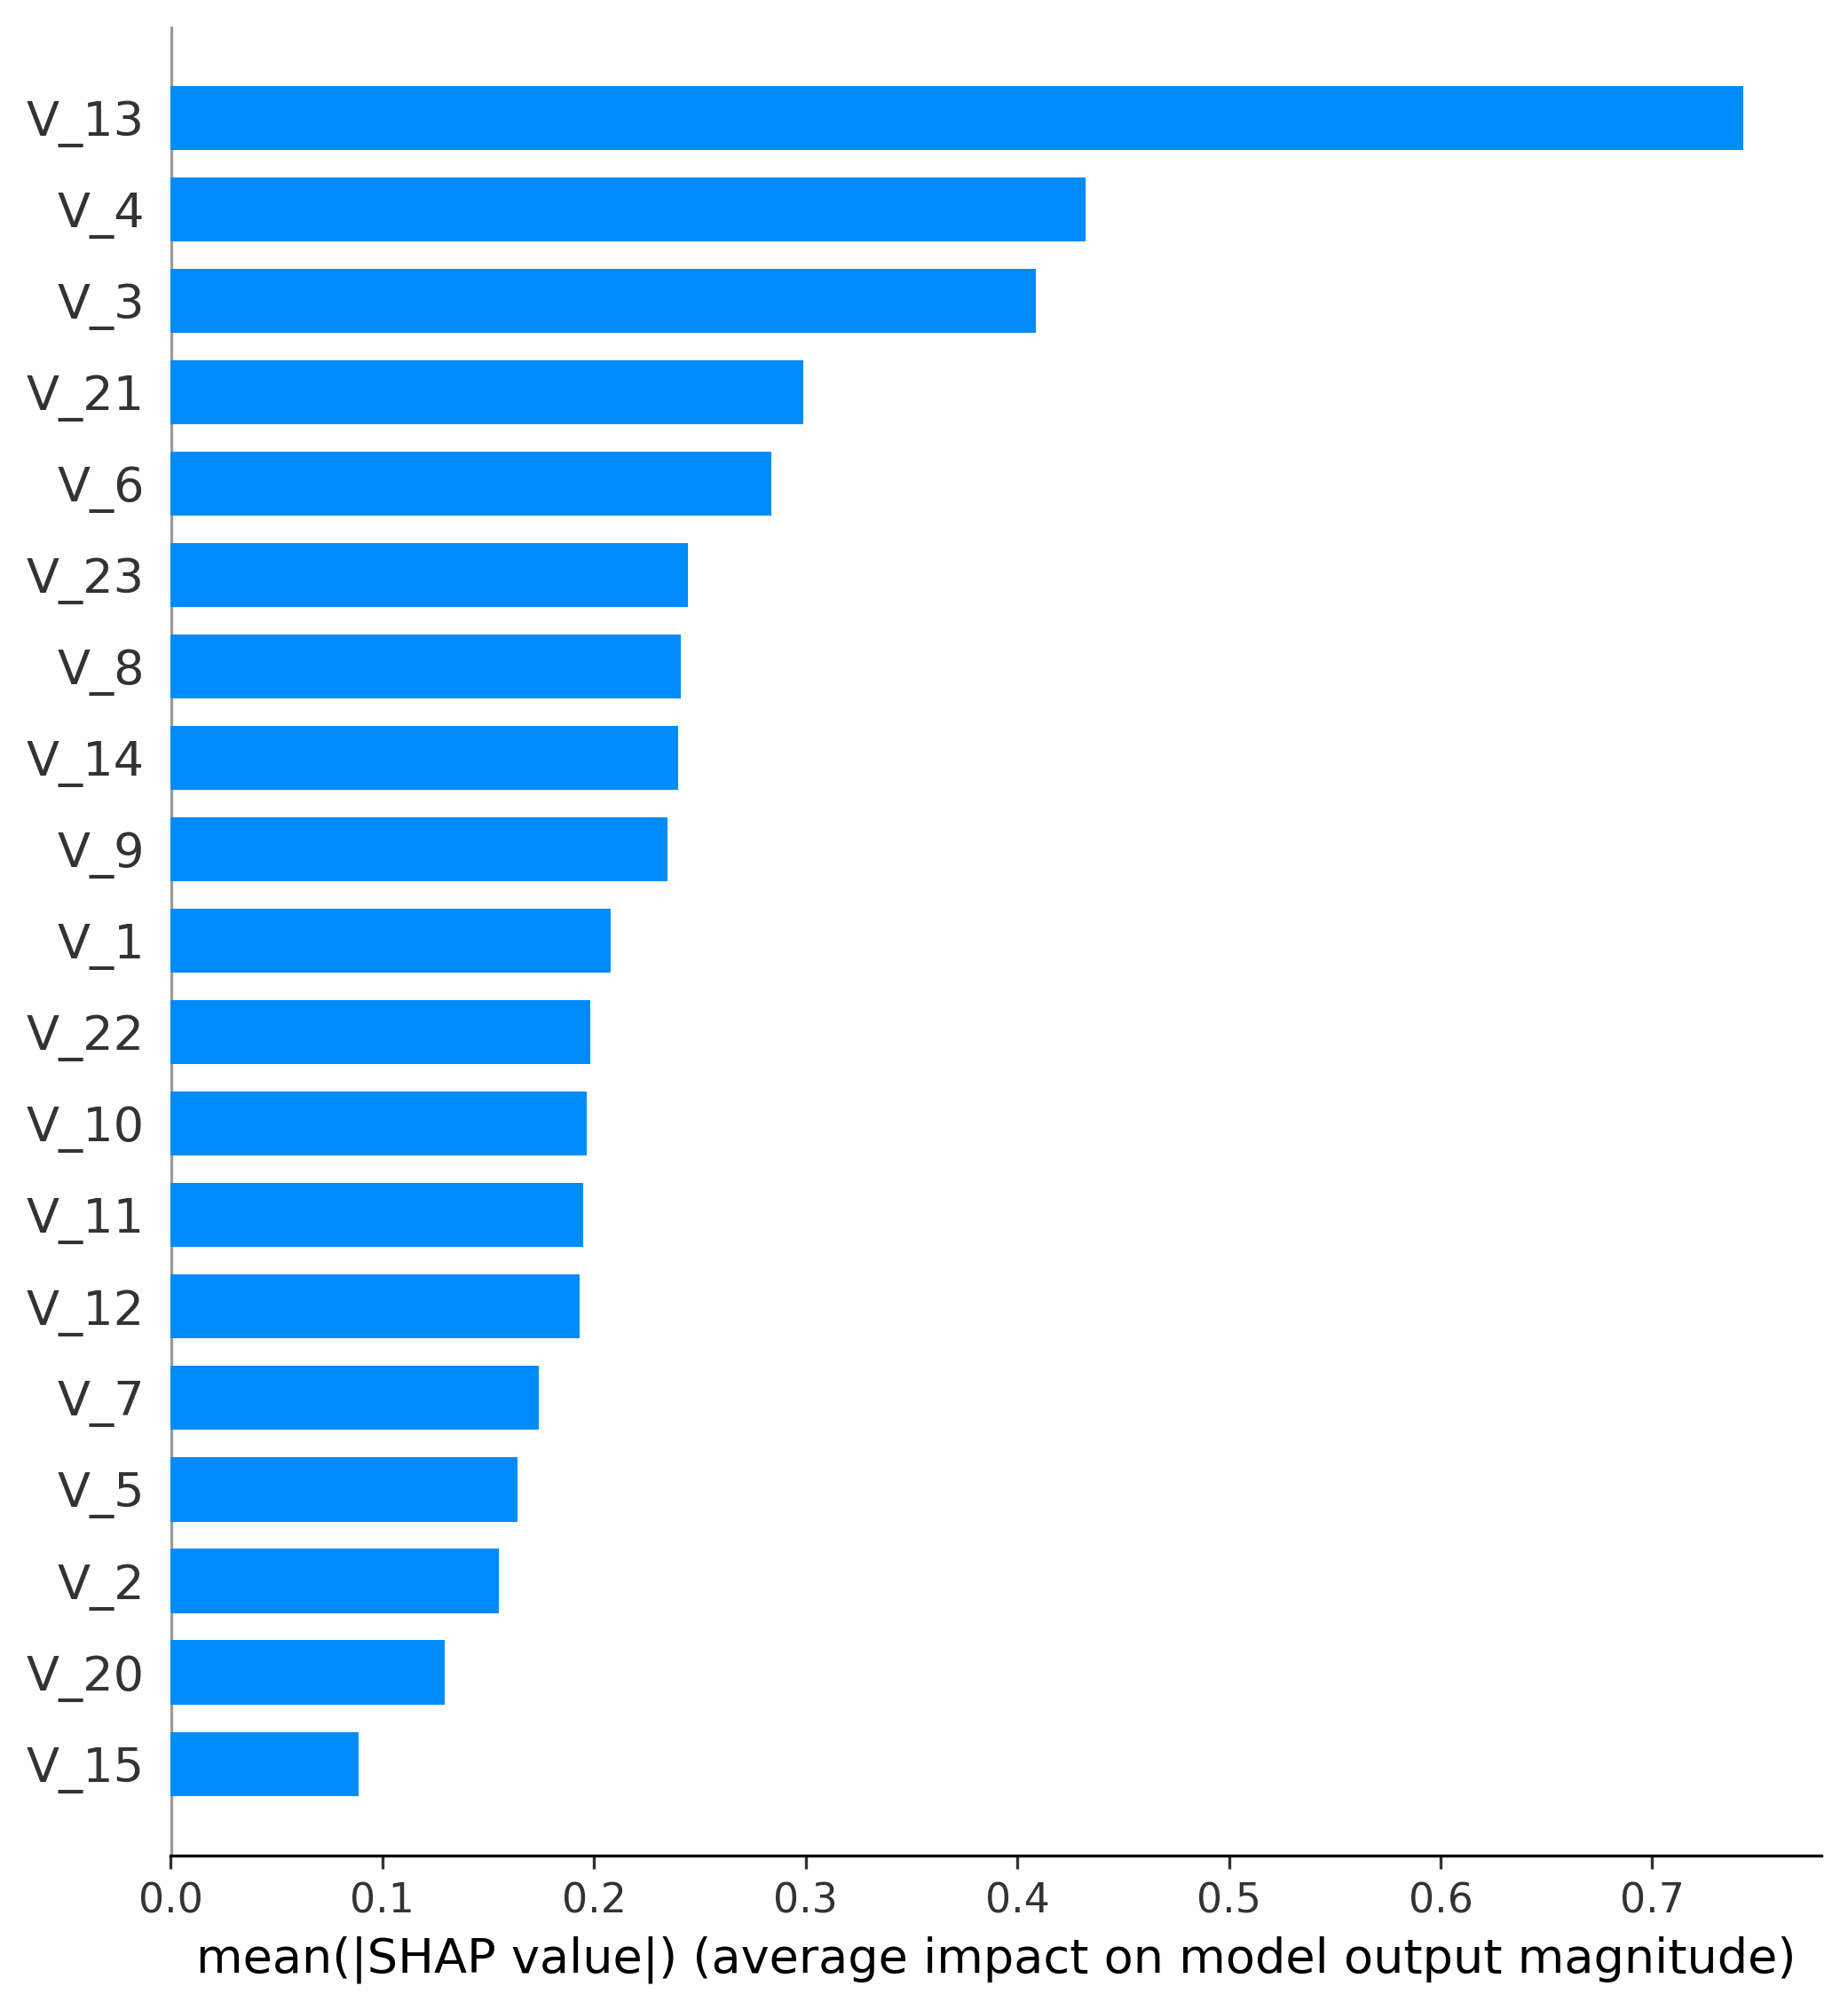 V_13
V_4
V_3
V_21
V_6
V_23
V_8
V_14
V_9
V_1
V_22
V_10
V_11
V_12
V_7
V_5
V_2
V_20
V_15
0.0 0.1 0.2 0.3 0.4 0.5 0.6 0.7
mean(|SHAP value|) (average impact on model output magnitude)